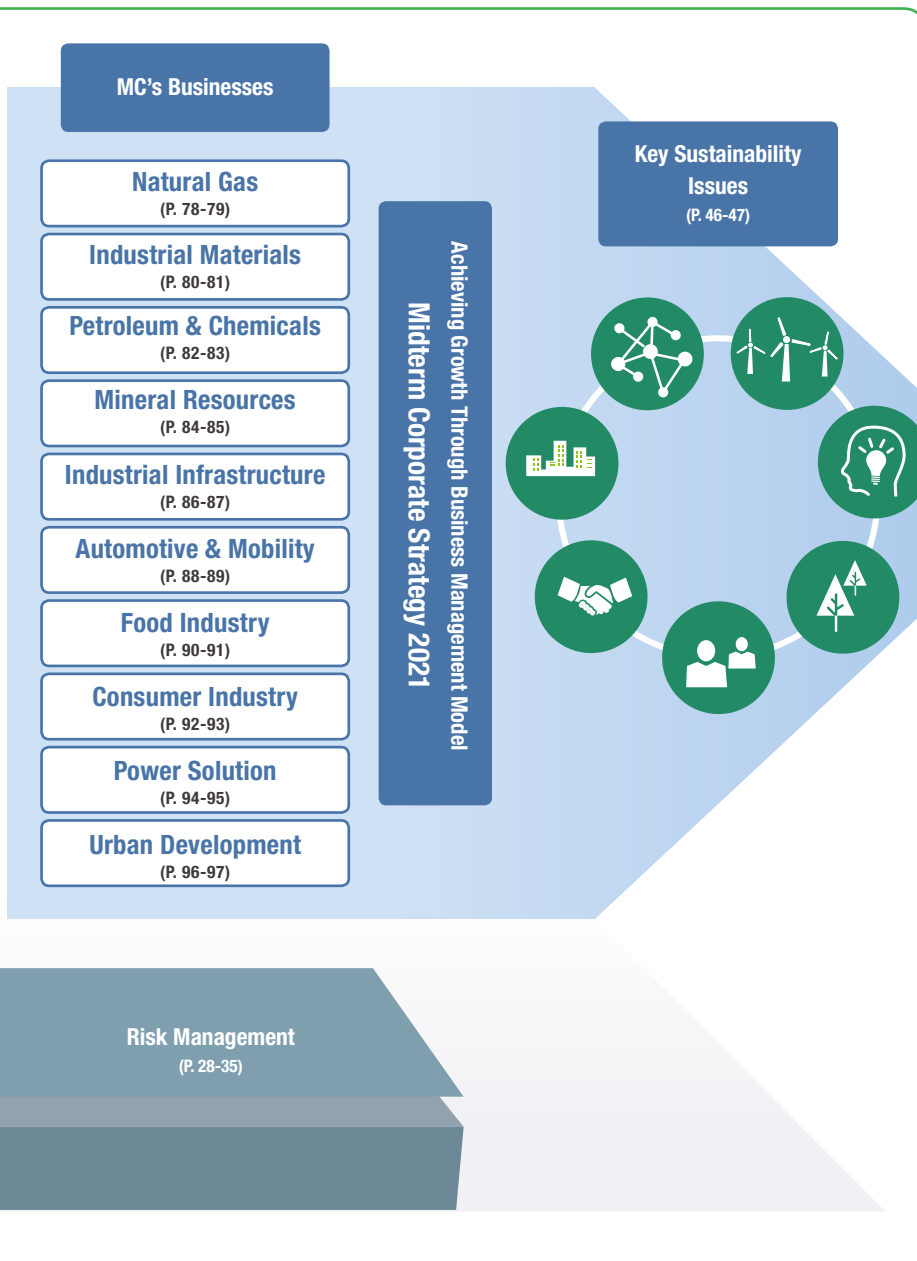 MC’s Businesses
Natural Gas
(P. 78-79)
Industrial Materials
(P. 80-81)
Petroleum & Chemicals
(P. 82-83)
Mineral Resources
(P. 84-85)
Industrial Infrastructure
(P. 86-87)
Automotive & Mobility
(P. 88-89)
Food Industry
(P. 90-91)
Consumer Industry
(P. 92-93)
Power Solution
(P. 94-95)
Urban Development
(P. 96-97)
Achieving Growth Through Business Management Model
Midterm Corporate Strategy 2021
Key Sustainability
Issues
(P. 46-47)
Risk Management
(P. 28-35)